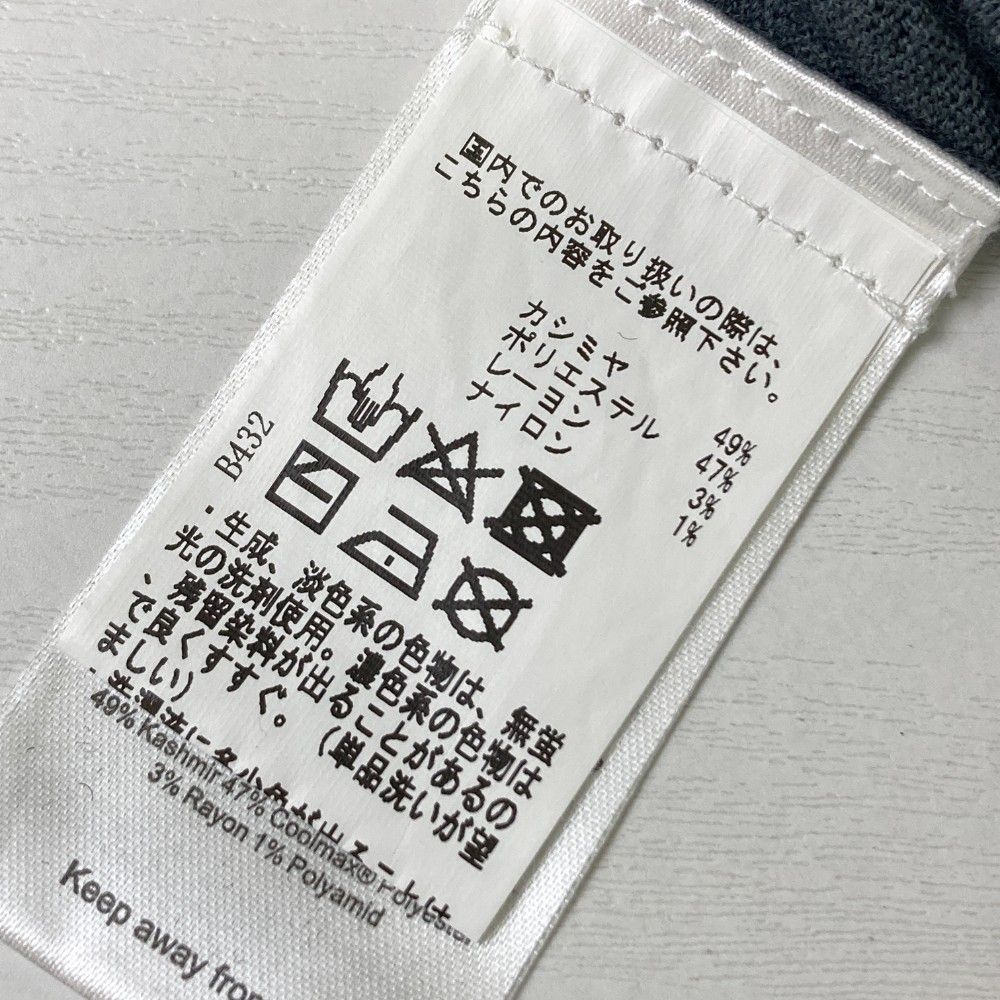 国内でのお取り扱いの際は、
こちらの内容をご参照下さい。
カシミヤ 49%
ポリエステル 47%
レーヨン 3%
ナイロン 1%
B432
・生成、淡色系の色物は、無蛍
光の洗剤使用。濃色系の色物は
、残留染料が出ることがあるの
で良くすすぐ。（単品洗いが望
ましい）
49% Kashmir 47% Coolmax® Polyester
3% Rayon 1% Polyamid
Keep away from